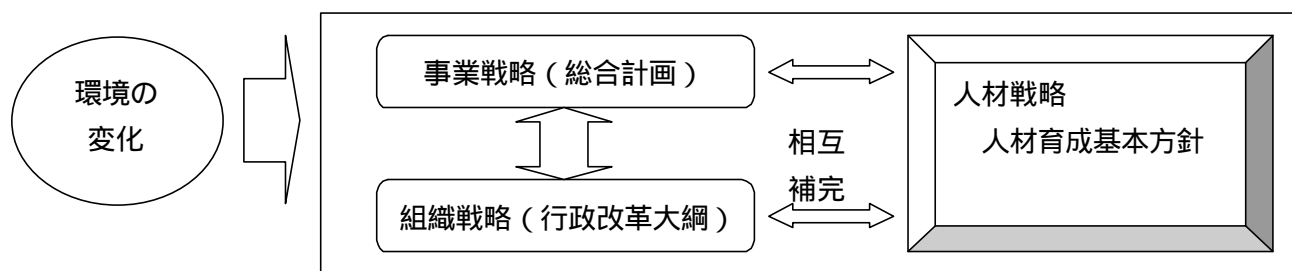 環境の
変化
事業戦略(総合計画)
相互
補完
組織戦略(行政改革大綱)
人材戦略
人材育成基本方針